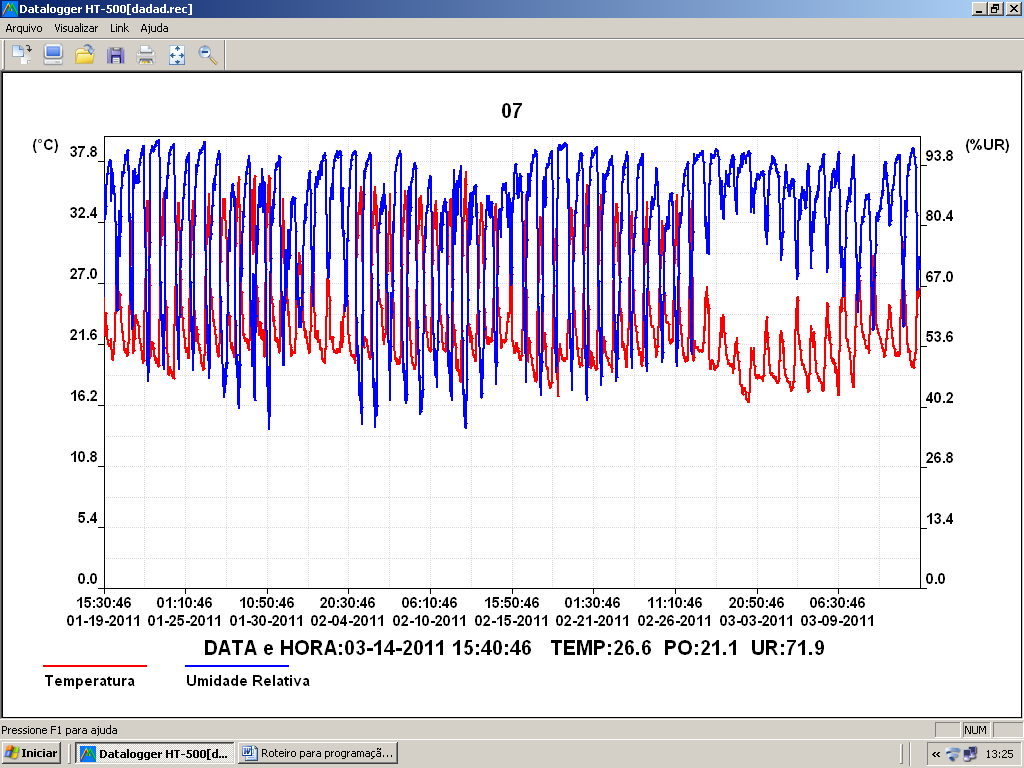 Datalogger HT-500[dadad.rec]
Arquivo Visualizar Link Ajuda
07
(°C) (%UR)
37.8 93.8
32.4 80.4
27.0 67.0
21.6 53.6
16.2 40.2
10.8 26.8
5.4 13.4
0.0 0.0
15:30:46 01:10:46 10:50:46 20:30:46 06:10:46 15:50:46 01:30:46 11:10:46 20:50:46 06:30:46
01-19-2011 01-25-2011 01-30-2011 02-04-2011 02-10-2011 02-15-2011 02-21-2011 02-26-2011 03-03-2011 03-09-2011
DATA e HORA:03-14-2011 15:40:46 TEMP:26.6 PO:21.1 UR:71.9
Temperatura Umidade Relativa
Pressione F1 para ajuda NUM
Iniciar Datalogger HT-500[d... Roteiro para programaçã... « 13:25